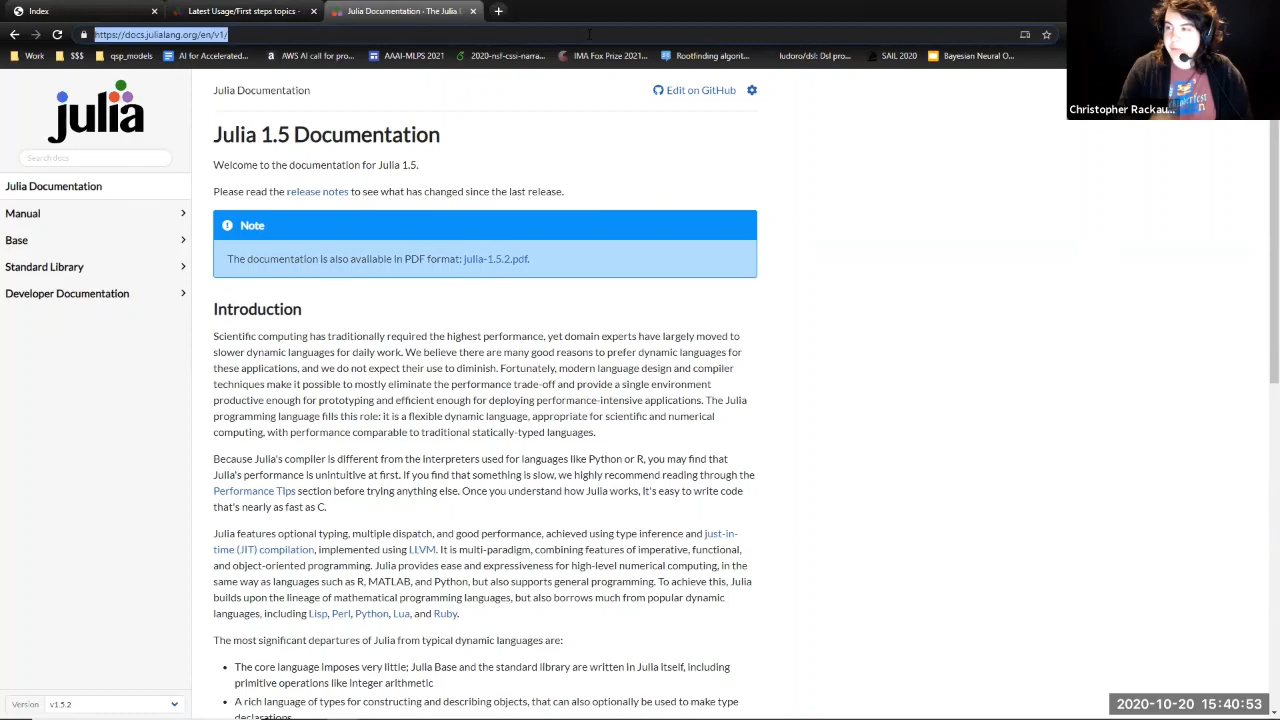 Index
Latest Usage/First steps topics -
Julia Documentation · The Julia L
https://docs.julialang.org/en/v1/
Work
$$$
qsp_models
AI for Accelerated...
AWS AI call for pro...
AAAI-MLPS 2021
2020-nsf-cssi-narra...
IMA Fox Prize 2021...
Rootfinding algorit...
ludoro/dsl: Dsl pro...
SAIL 2020
Bayesian Neural O...
Christopher Rackau...
julia
Search docs
Julia Documentation
Manual
Base
Standard Library
Developer Documentation
Version v1.5.2
Julia Documentation
Edit on GitHub
Julia 1.5 Documentation
Welcome to the documentation for Julia 1.5.
Please read the release notes to see what has changed since the last release.
Note
The documentation is also available in PDF format: julia-1.5.2.pdf.
Introduction
Scientific computing has traditionally required the highest performance, yet domain experts have largely moved to
slower dynamic languages for daily work. We believe there are many good reasons to prefer dynamic languages for
these applications, and we do not expect their use to diminish. Fortunately, modern language design and compiler
techniques make it possible to mostly eliminate the performance trade-off and provide a single environment
productive enough for prototyping and efficient enough for deploying performance-intensive applications. The Julia
programming language fills this role: it is a flexible dynamic language, appropriate for scientific and numerical
computing, with performance comparable to traditional statically-typed languages.
Because Julia's compiler is different from the interpreters used for languages like Python or R, you may find that
Julia's performance is unintuitive at first. If you find that something is slow, we highly recommend reading through the
Performance Tips section before trying anything else. Once you understand how Julia works, it's easy to write code
that's nearly as fast as C.
Julia features optional typing, multiple dispatch, and good performance, achieved using type inference and just-in-
time (JIT) compilation, implemented using LLVM. It is multi-paradigm, combining features of imperative, functional,
and object-oriented programming. Julia provides ease and expressiveness for high-level numerical computing, in the
same way as languages such as R, MATLAB, and Python, but also supports general programming. To achieve this, Julia
builds upon the lineage of mathematical programming languages, but also borrows much from popular dynamic
languages, including Lisp, Perl, Python, Lua, and Ruby.
The most significant departures of Julia from typical dynamic languages are:
• The core language imposes very little; Julia Base and the standard library are written in Julia itself, including
primitive operations like integer arithmetic
• A rich language of types for constructing and describing objects, that can also optionally be used to make type
declarations
2020-10-20 15:40:53